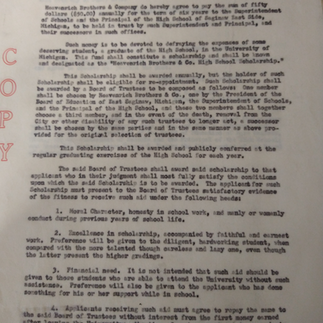 Heavenrich Brothers & Company do hereby agree to pay the sum of Fifty
dollars ($50.00) annually for the term of six years to the Superintendent
of Schools and the Principal of the High School of Saginaw East Side,
Michigan, to be held in trust by such Superintendent and Principal, and
their successors in such offices.
Such money is to be devoted to defraying the expenses of some
deserving student, a graduate of the High School, in the University of
Michigan. This fund shall constitute a scholarship and shall be known
and designated as the "Heavenrich Brothers & Co. High School Scholarship."
This Scholarship shall be awarded annually, but the holder of such
Scholarship shall be eligible for re-appointment. Such Scholarship shall
be awarded by a Board of Trustees to be composed as follows: One member
shall be chosen by Heavenrich Brothers & Co., one by the President of the
Board of Education of East Saginaw, Michigan, the Superintendent of Schools,
and the Principal of the High School, and these two members shall together
choose a third member, and in the event of the death, removal from the
City or other disability of any such trustees to longer act, a successor
shall be chosen by the same parties and in the same manner as above pro-
vided for the original selection of trustees.
This Scholarship shall be awarded and publicly conferred at the
regular graduating exercises of the High School for each year.
The said Board of Trustees shall award said scholarship to that
applicant who in their judgment shall most fully satisfy the conditions
upon which the said Scholarship is to be awarded. The applicant for such
Scholarship must present to the Board of Trustees satisfactory evidence
of the fitness to receive such aid under the following heads:
1. Moral Character, honesty in school work, and manly or womanly
conduct during previous years of school life.
2. Excellence in scholarship, accompanied by faithful and earnest
work. Preference will be given to the diligent, hardworking student, when
compared with the more talented though careless and lazy one, even though
the latter present the higher gradings.
3. Financial need. It is not intended that such aid should be
given to those students who are able to attend the University without such
assistance. Preference will also be given to the applicant who has done
something for his or her support while in school.
4. Applicants receiving such aid must agree to repay the sum to
the said Board of Trustees without interest from the first money earned
COPY